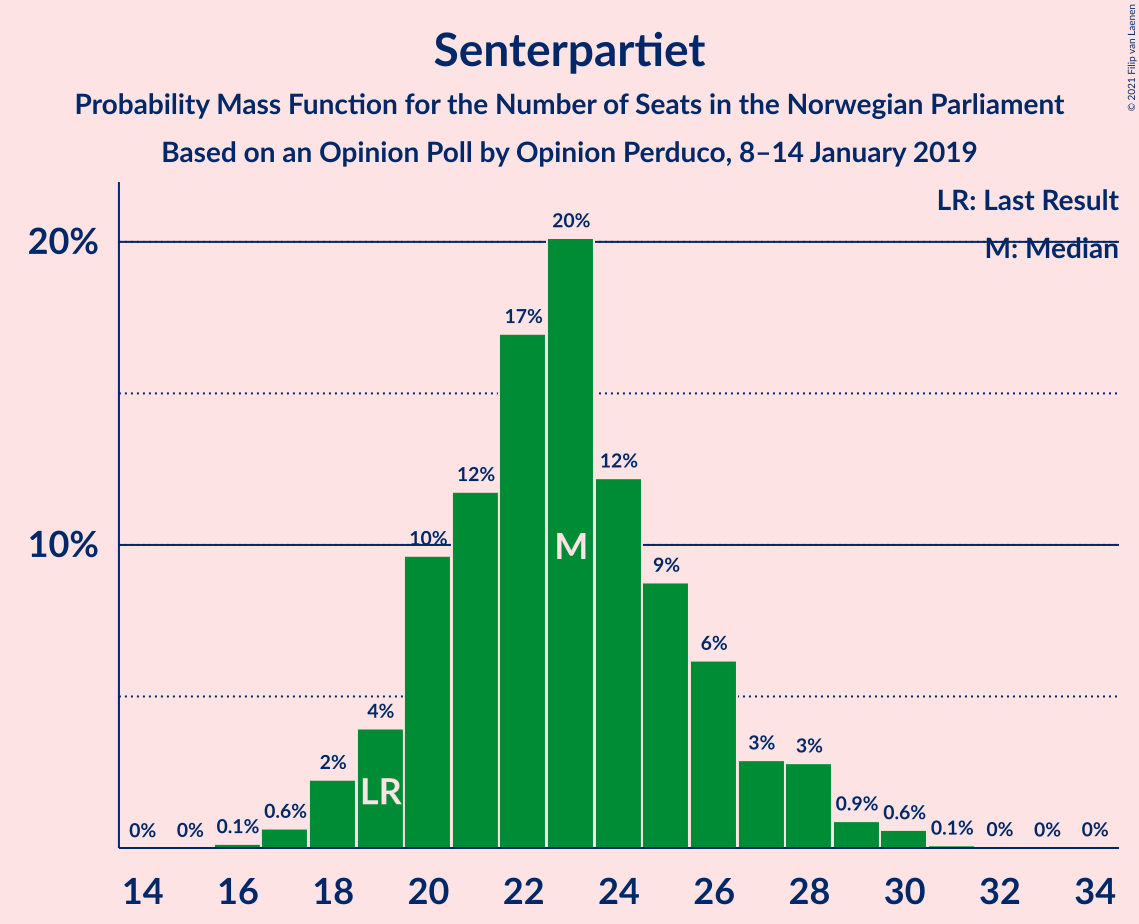 Senterpartiet
Probability Mass Function for the Number of Seats in the Norwegian Parliament
Based on an Opinion Poll by Opinion Perduco, 8–14 January 2019
© 2021 Filip van Laenen
LR: Last Result
M: Median
20%
10%
0%
0%
0.1%
0.6%
2%
4%
10%
12%
17%
20%
12%
9%
6%
3%
3%
0.9%
0.6%
0.1%
0%
0%
0%
LR
M
14 16 18 20 22 24 26 28 30 32 34